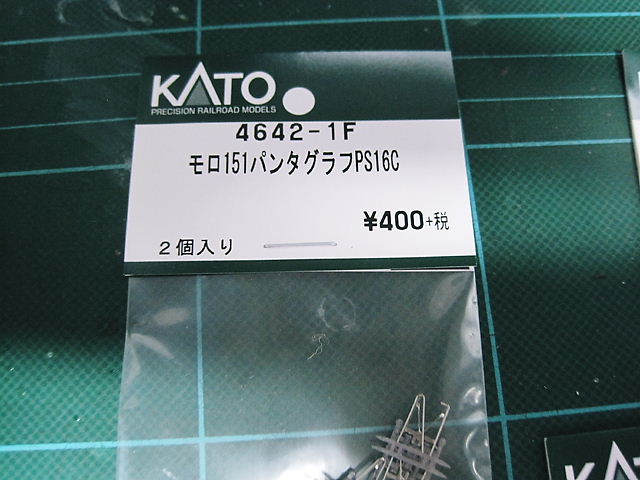 KATO
PRECISION RAILROAD MODELS
4642-1F
モロ151パンタグラフPS16C
¥400+税
2個入り
KATO